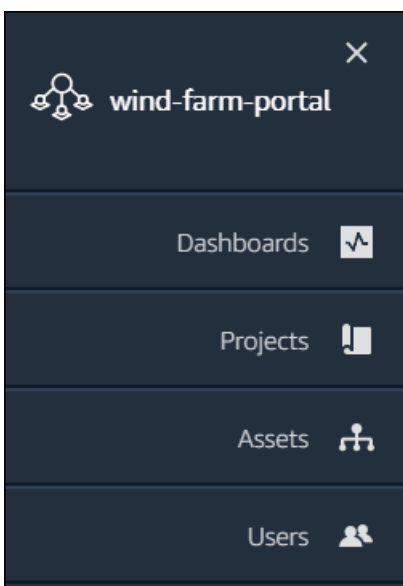 wind-farm-portal
Dashboards
Projects
Assets
Users